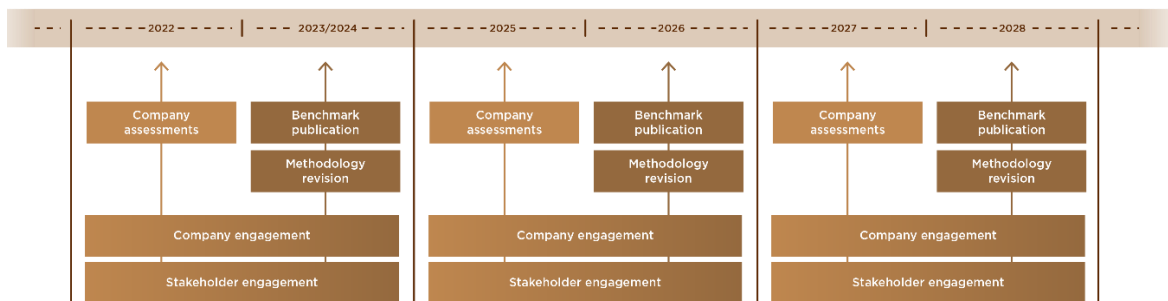 2022 2023/2024 2025 2026 2027 2028
Company assessments
Benchmark publication
Methodology revision
Company engagement
Stakeholder engagement
Company assessments
Benchmark publication
Methodology revision
Company engagement
Stakeholder engagement
Company assessments
Benchmark publication
Methodology revision
Company engagement
Stakeholder engagement